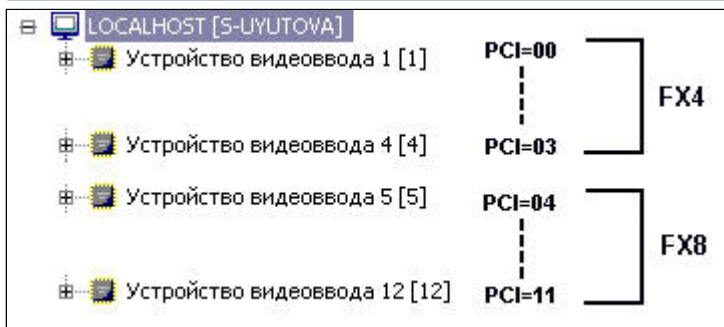 LOCALHOST [S-UYUTOVA]
Устройство видеоввода 1 [1] PCI=00
FX4
Устройство видеоввода 4 [4] PCI=03
Устройство видеоввода 5 [5] PCI=04
FX8
Устройство видеоввода 12 [12] PCI=11